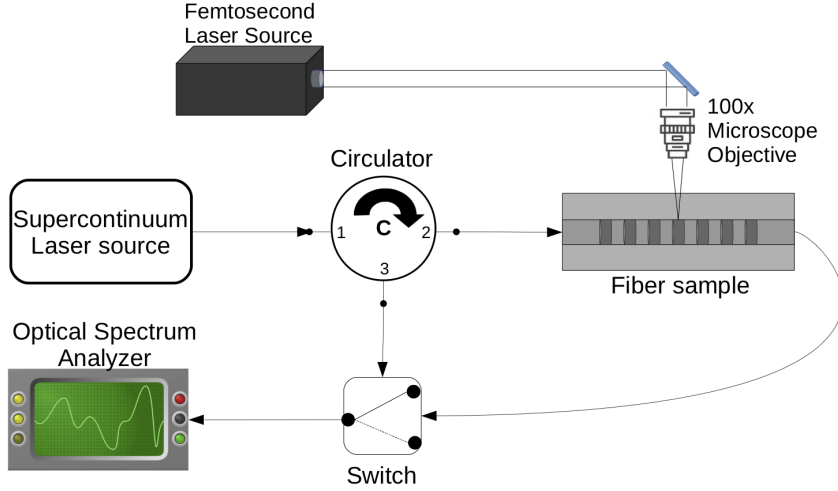 Femtosecond
Laser Source
100x
Microscope
Objective
Circulator
Supercontinuum
Laser source
1
C
2
3
Fiber sample
Optical Spectrum
Analyzer
Switch